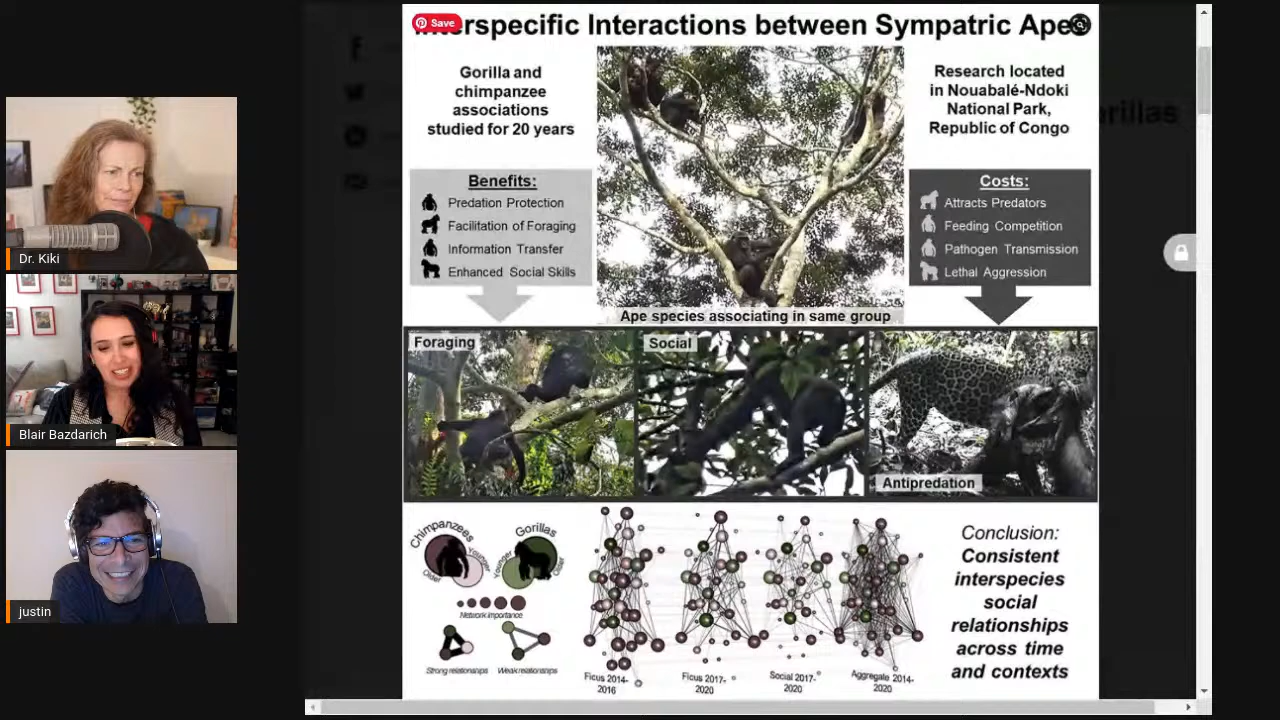 Save
erspecific Interactions between Sympatric Ape
Gorilla and
chimpanzee
associations
studied for 20 years
Research located
in Nouabalé-Ndoki
National Park,
Republic of Congo
orillas
Benefits:
Predation Protection
Facilitation of Foraging
Information Transfer
Enhanced Social Skills
Costs:
Attracts Predators
Feeding Competition
Pathogen Transmission
Lethal Aggression
Ape species associating in same group
Foraging
Social
Antipredation
Chimpanzees
Older
Younger
Gorillas
Younger
Older
Network importance
Strong relationships
Weak relationships
Ficus 2014-
2016
Ficus 2017-
2020
Social 2017-
2020
Aggregate 2014-
2020
Conclusion:
Consistent
interspecies
social
relationships
across time
and contexts
Dr. Kiki
Blair Bazdarich
justin